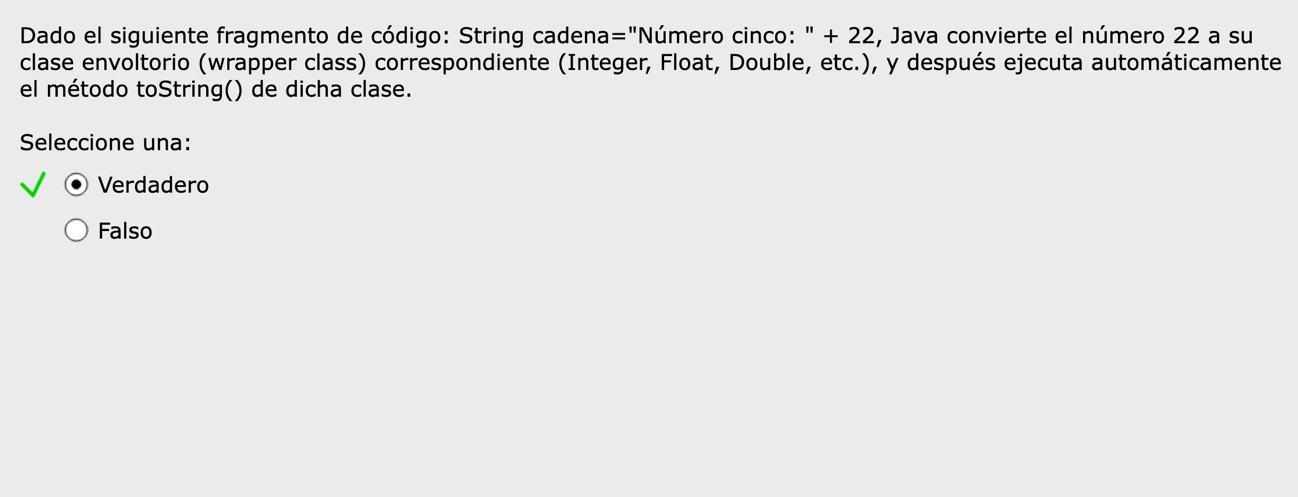 Dado el siguiente fragmento de código: String cadena="Número cinco: " + 22, Java convierte el número 22 a su
clase envoltorio (wrapper class) correspondiente (Integer, Float, Double, etc.), y después ejecuta automáticamente
el método toString() de dicha clase.
Seleccione una:
Verdadero
Falso